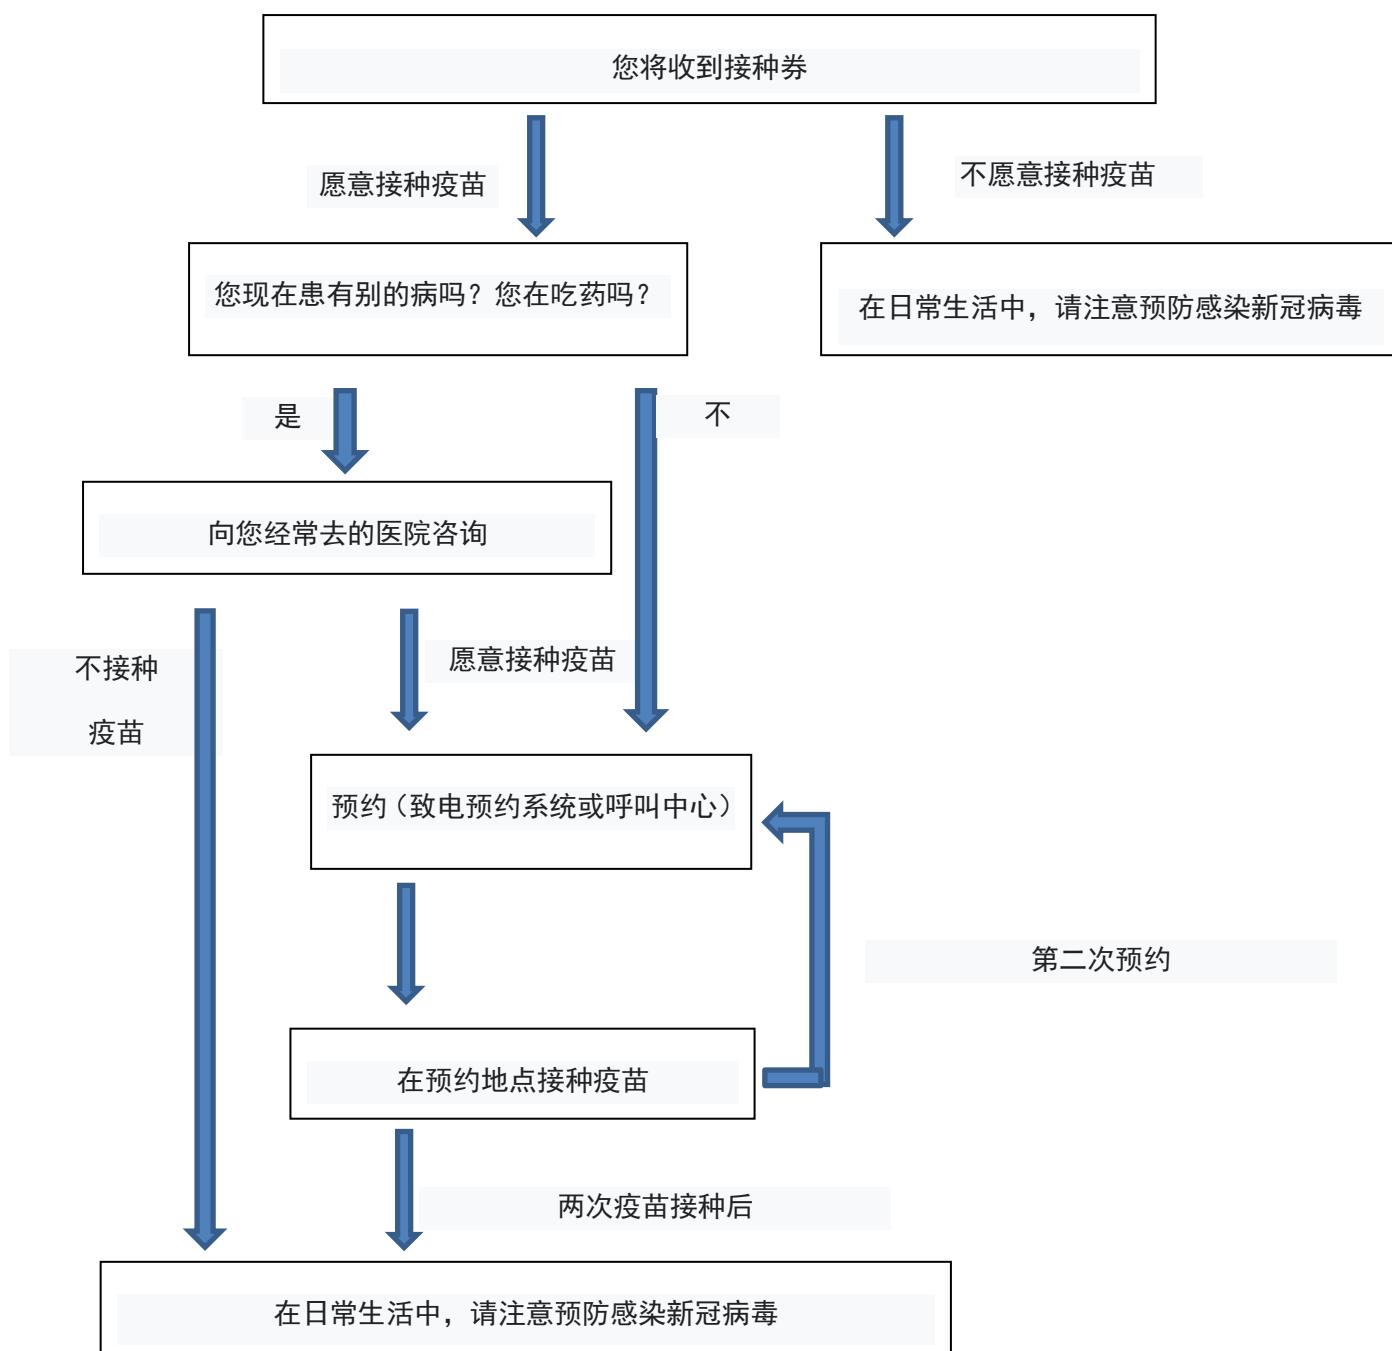 您将收到接种券
愿意接种疫苗
不愿意接种疫苗
您现在患有别的病吗？您在吃药吗？
在日常生活中，请注意预防感染新冠病毒
是
不
向您经常去的医院咨询
不接种
疫苗
愿意接种疫苗
预约（致电预约系统或呼叫中心）
第二次预约
在预约地点接种疫苗
两次疫苗接种后
在日常生活中，请注意预防感染新冠病毒